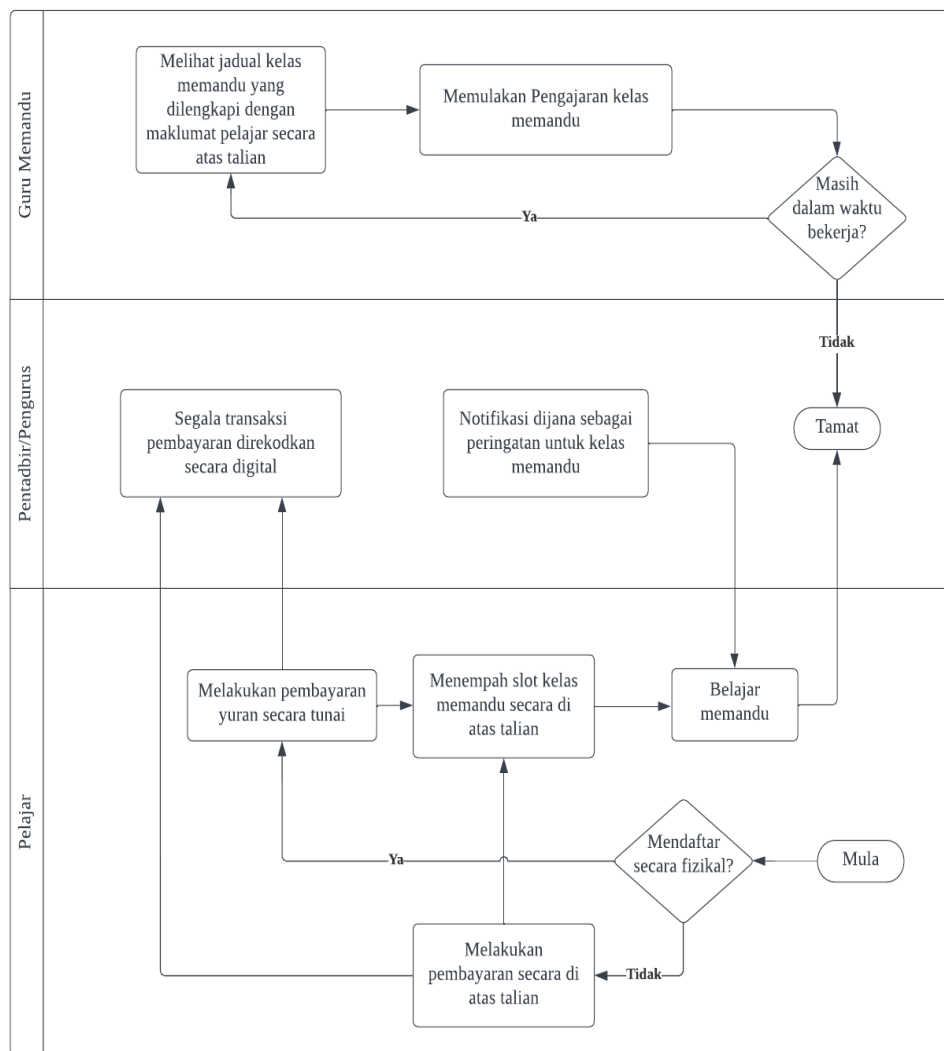 Guru Memandu
Melihat jadual kelas
memandu yang
dilengkapi dengan
maklumat pelajar secara
atas talian
Memulakan Pengajaran kelas
memandu
Masih
dalam waktu
bekerja?
Ya
Tidak
Pentadbir/Pengurus
Segala transaksi
pembayaran direkodkan
secara digital
Notifikasi dijana sebagai
peringatan untuk kelas
memandu
Tamat
Pelajar
Melakukan pembayaran
yuran secara tunai
Menempah slot kelas
memandu secara di
atas talian
Belajar
memandu
Mendaftar
secara fizikal?
Mula
Ya
Tidak
Melakukan
pembayaran secara di
atas talian